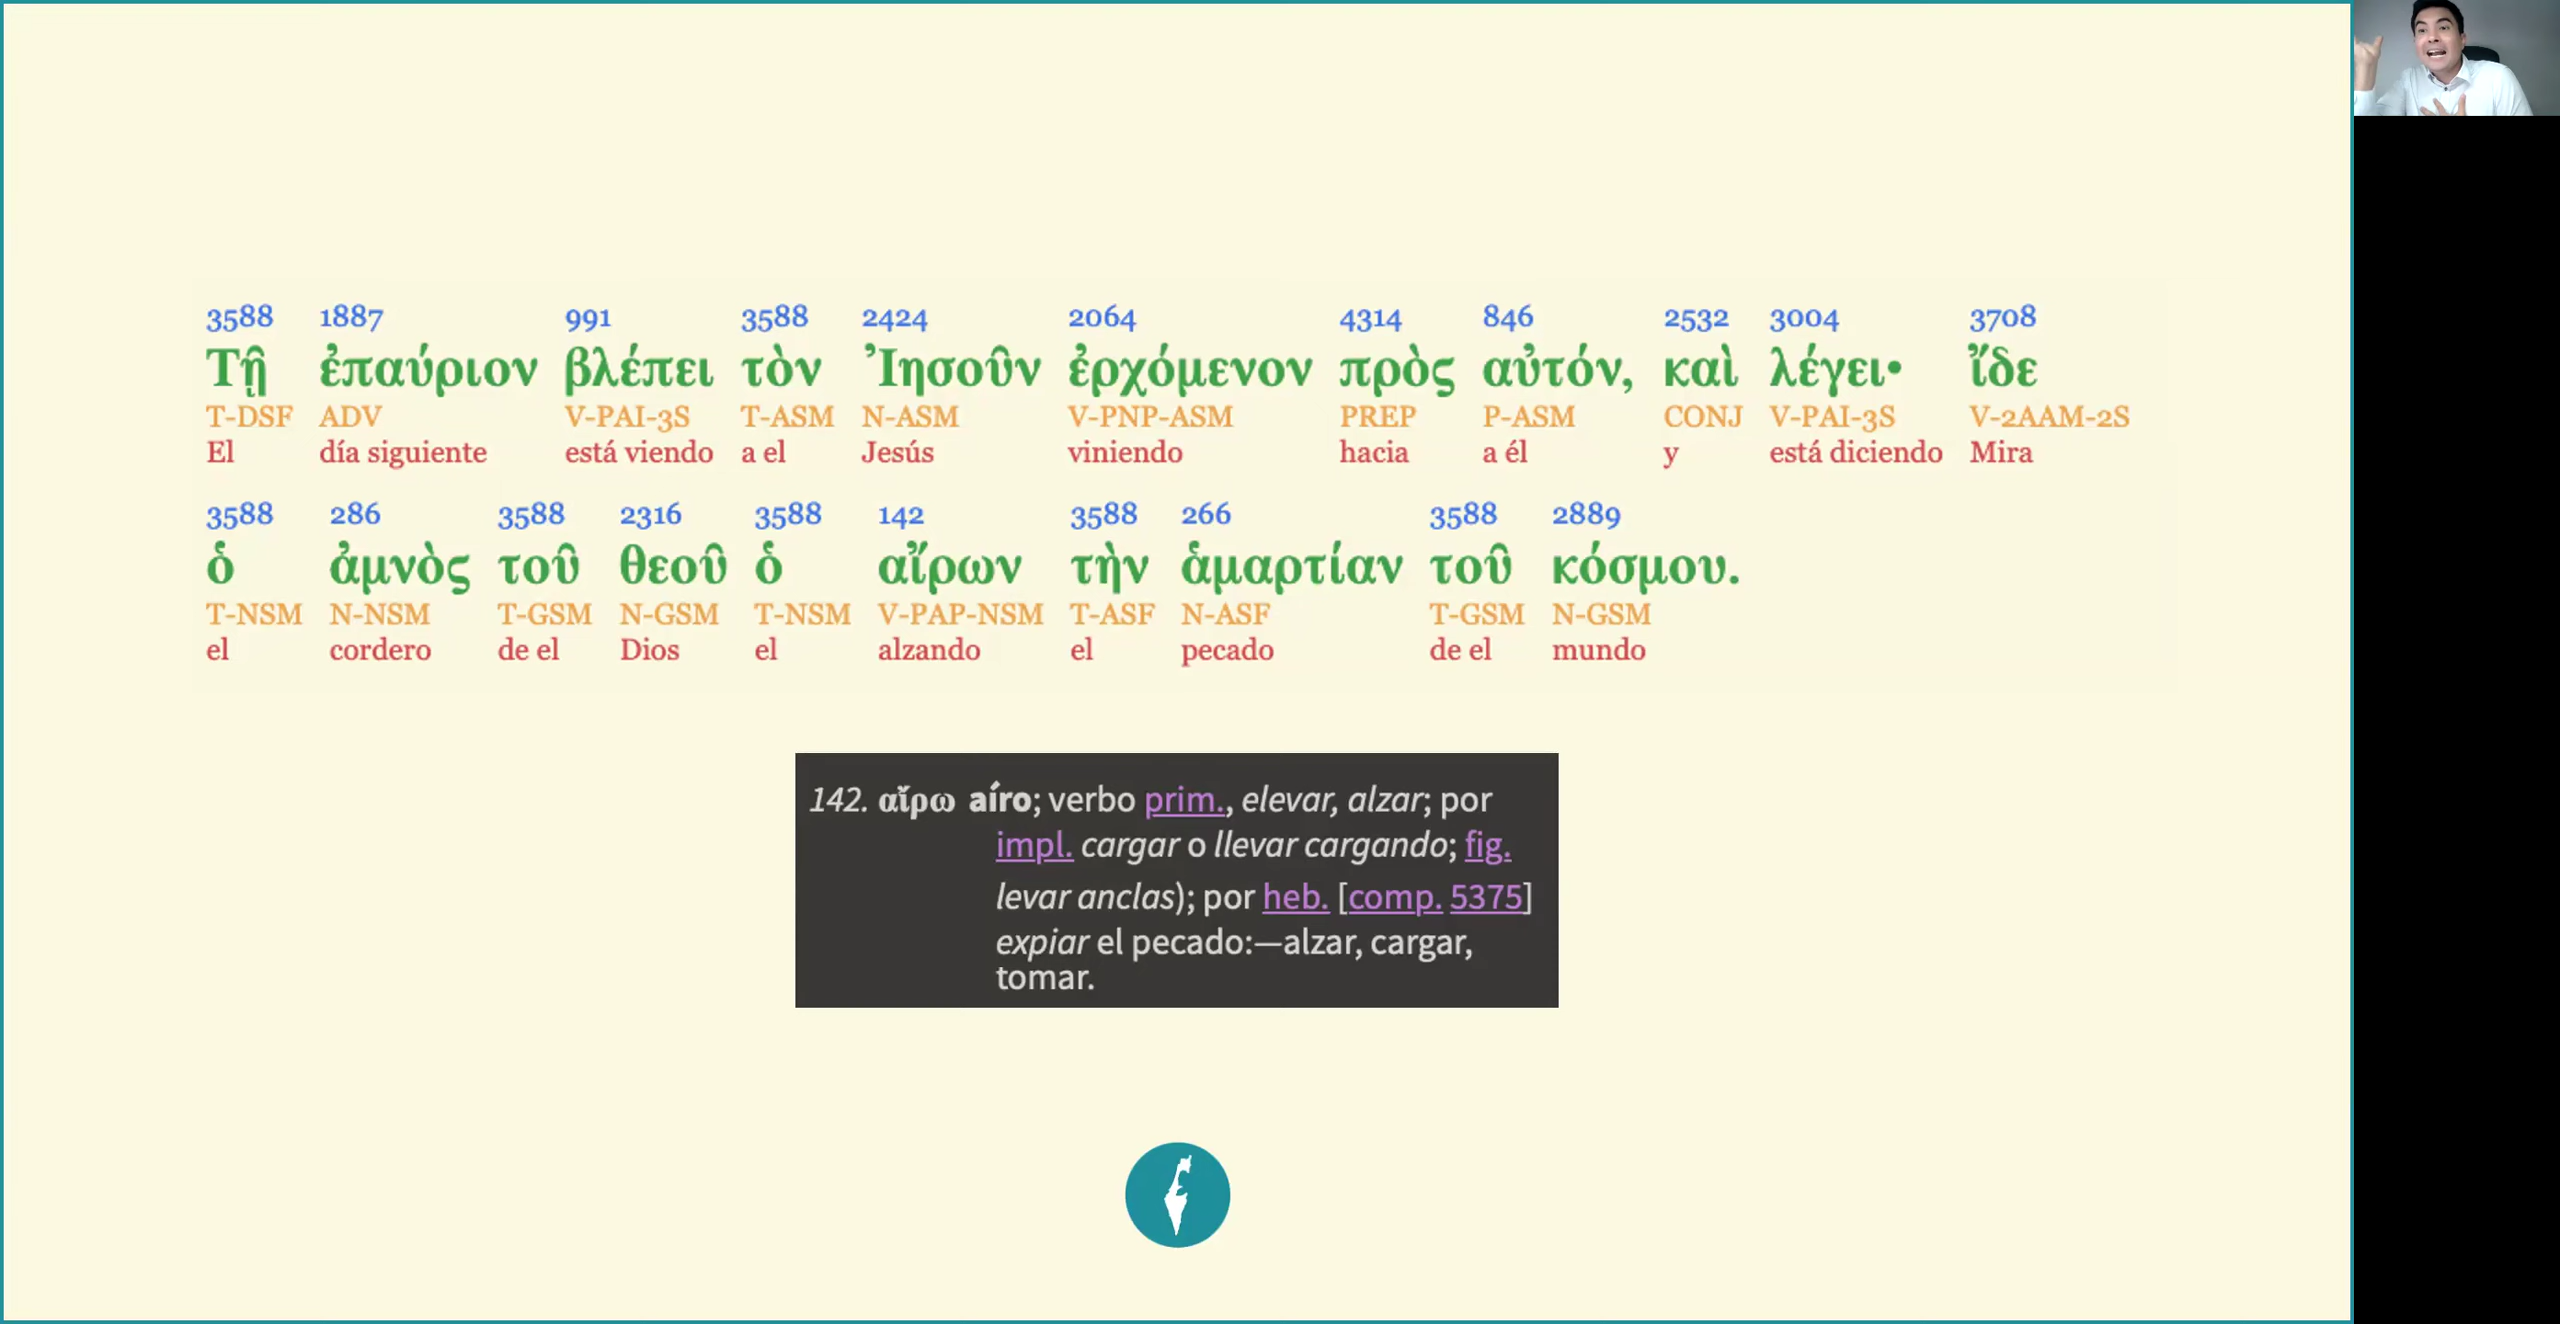 3588 1887 991 3588 2424 2064 4314 846 2532 3004 3708
Τῇ ἐπαύριον βλέπει τὸν Ἰησοῦν ἐρχόμενον πρὸς αὐτόν, καὶ λέγει• ἴδε
T-DSF ADV V-PAI-3S T-ASM N-ASM V-PNP-ASM PREP P-ASM CONJ V-PAI-3S V-2AAM-2S
El día siguiente está viendo a el Jesús viniendo hacia a él y está diciendo Mira
3588 286 3588 2316 3588 142 3588 266 3588 2889
ὁ ἀμνὸς τοῦ θεοῦ ὁ αἴρων τὴν ἁμαρτίαν τοῦ κόσμου.
T-NSM N-NSM T-GSM N-GSM T-NSM V-PAP-NSM T-ASF N-ASF T-GSM N-GSM
el cordero de el Dios el alzando el pecado de el mundo
142. αἴρω aíro; verbo prim., elevar, alzar; por
impl. cargar o llevar cargando; fig.
levar anclas); por heb. [comp. 5375]
expiar el pecado:—alzar, cargar,
tomar.